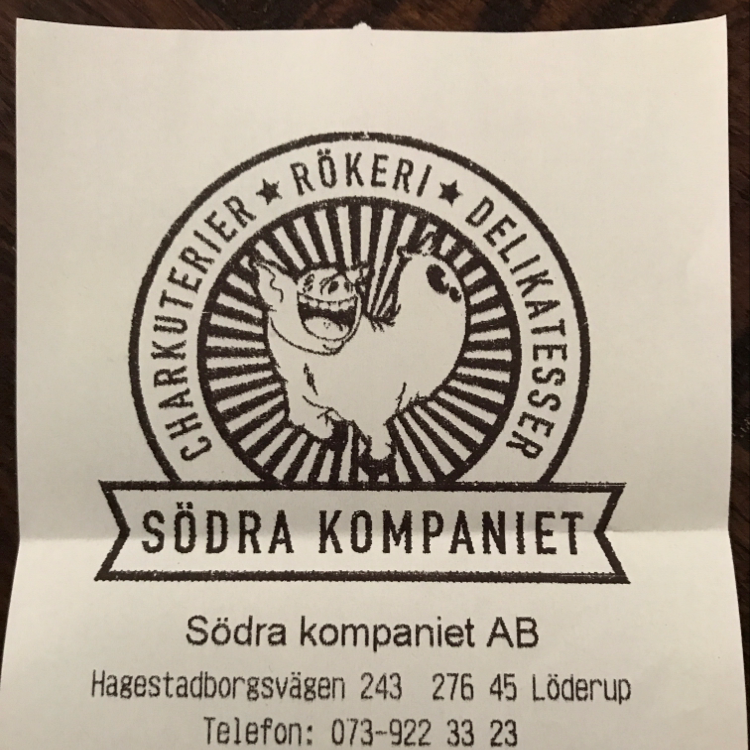 CHARKUTERIER ★ RÖKERI ★ DELIKATESSER
SÖDRA KOMPANIET
Södra kompaniet AB
Hagestadborgsvägen 243 276 45 Löderup
Telefon: 073-922 33 23